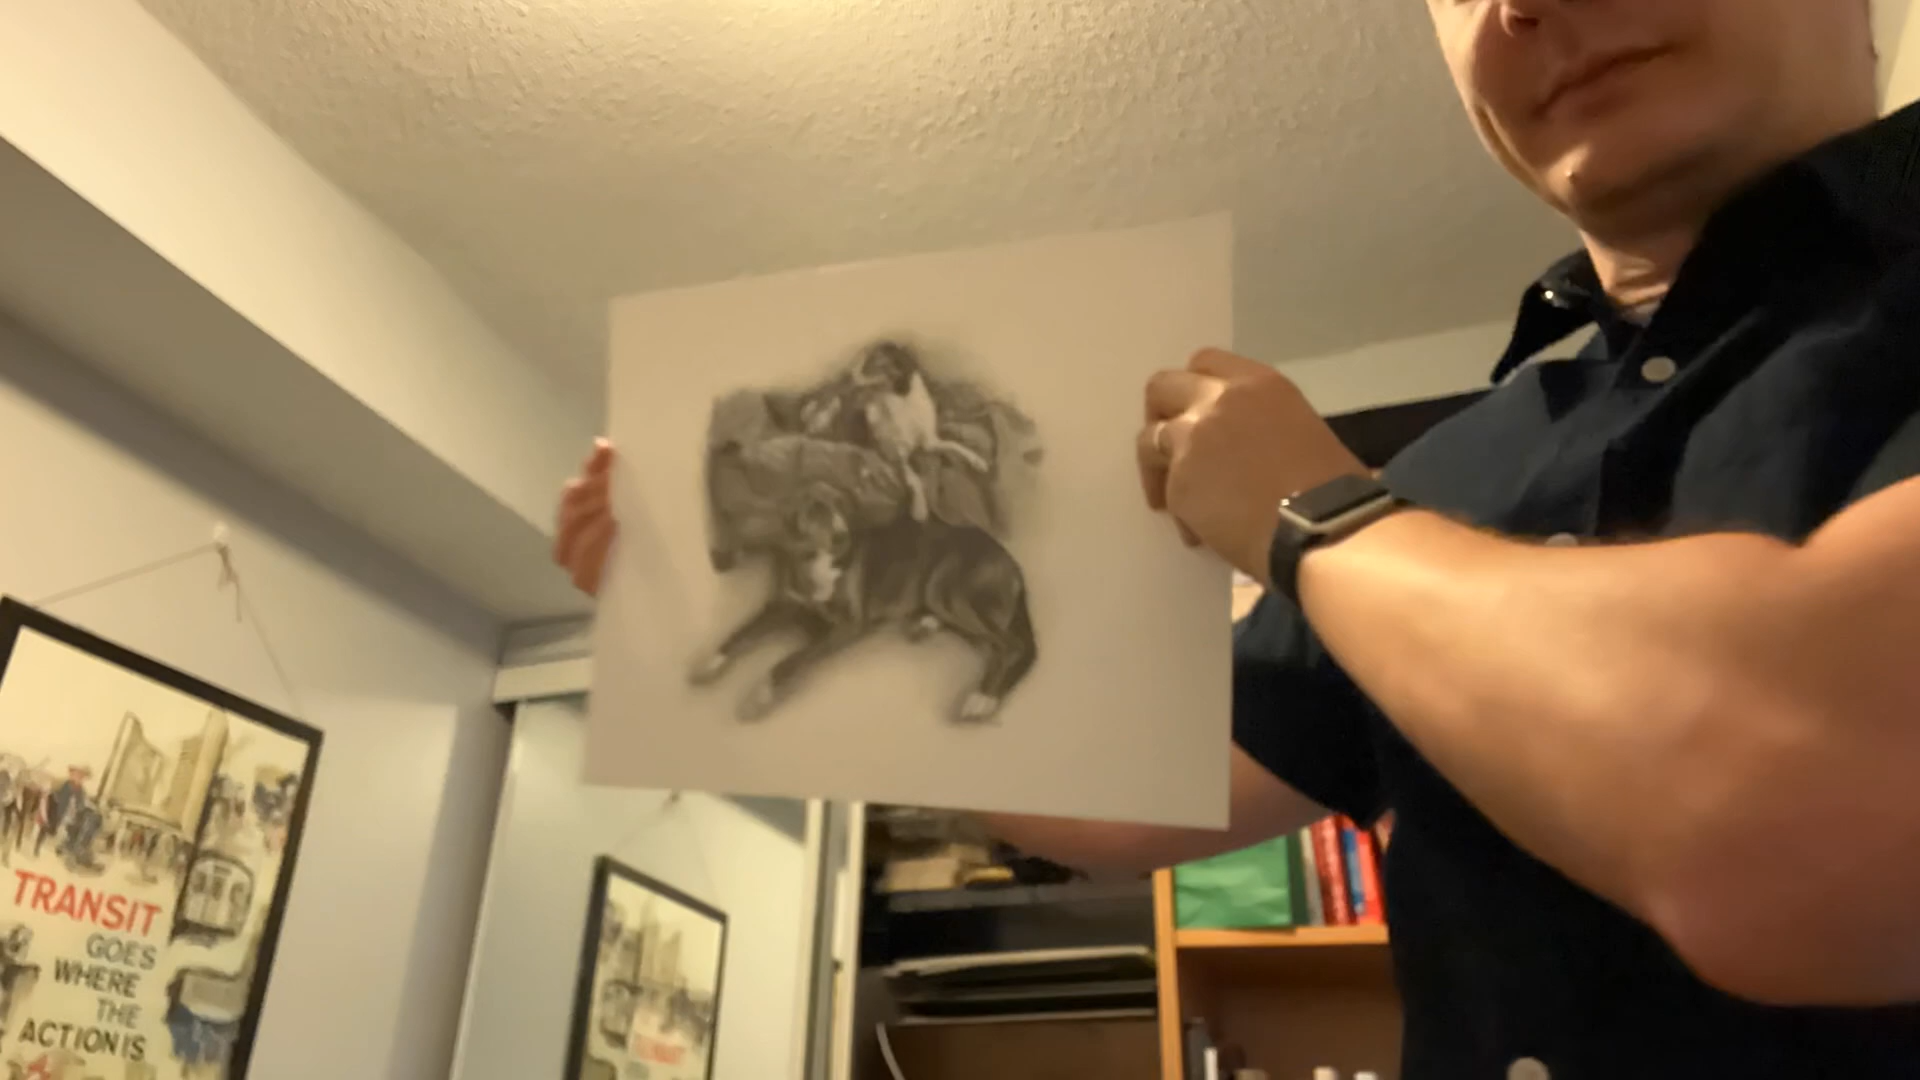 TRANSIT
GOES
WHERE
THE
ACTION IS